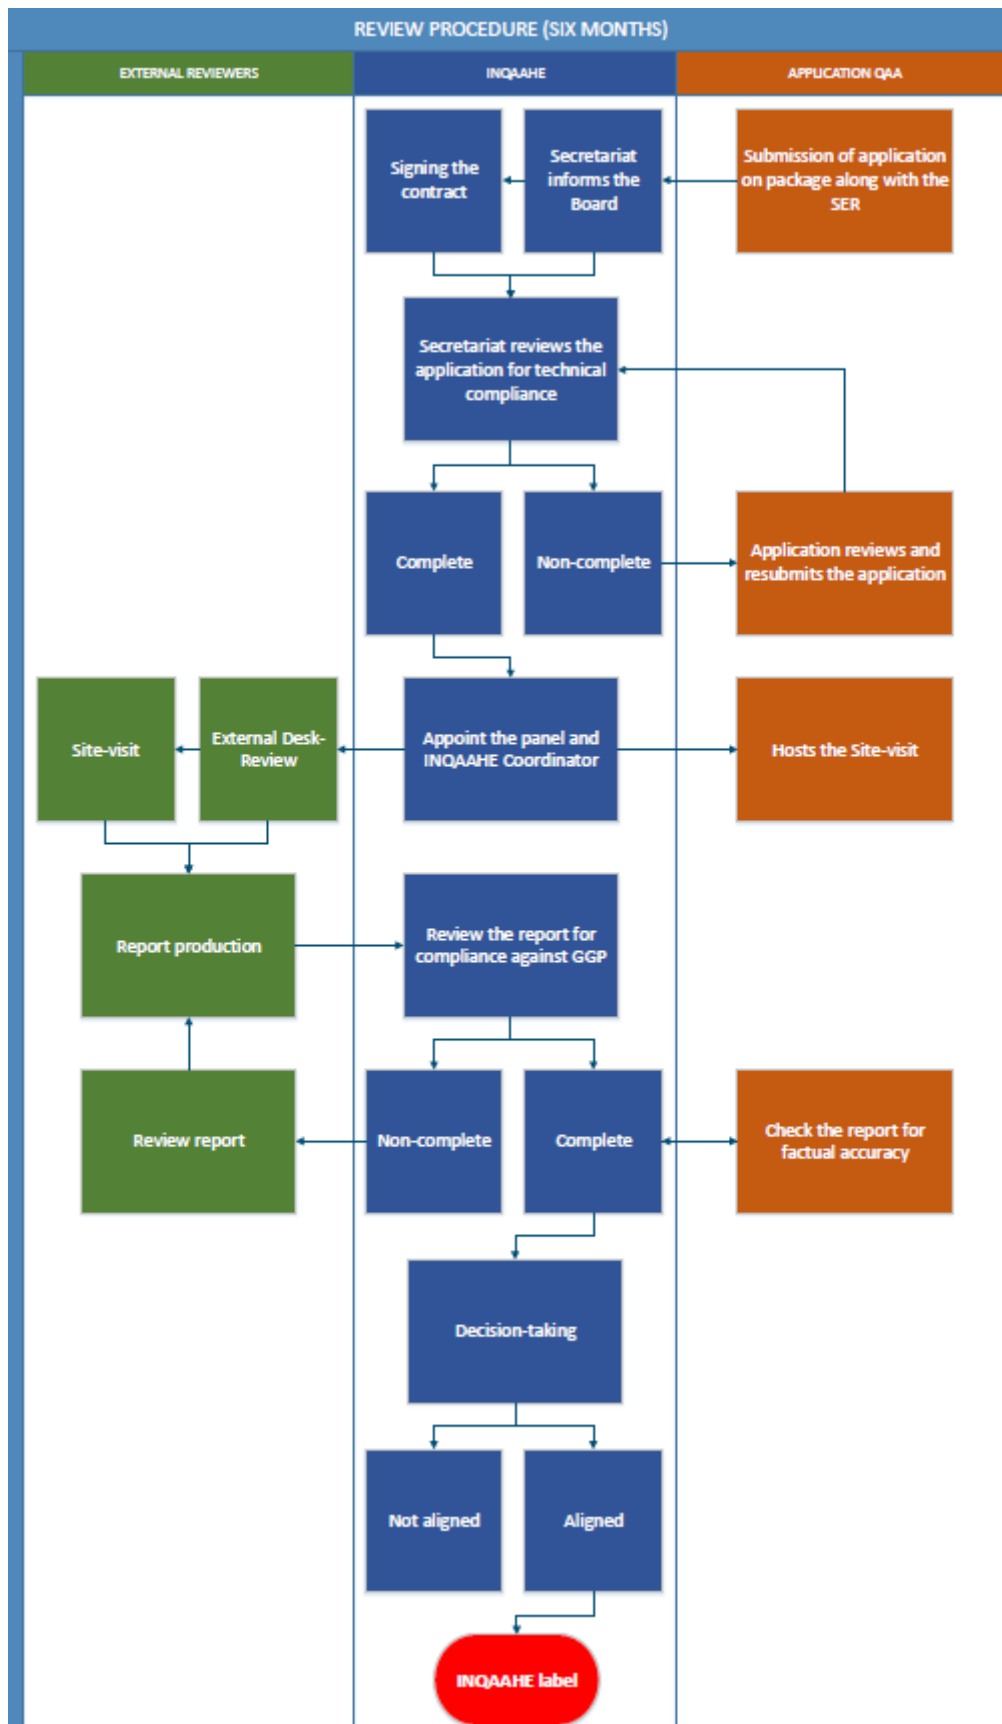 REVIEW PROCEDURE (SIX MONTHS)
EXTERNAL REVIEWERS
INQAAHE
APPLICATION QAA
Signing the
contract
Secretariat
informs the
Board
Submission of application
on package along with the
SER
Secretariat reviews the
application for technical
compliance
Complete
Non-complete
Application reviews and
resubmits the application
Site-visit
External Desk-
Review
Appoint the panel and
INQAAHE Coordinator
Hosts the Site-visit
Report production
Review the report for
compliance against GGP
Review report
Non-complete
Complete
Check the report for
factual accuracy
Decision-taking
Not aligned
Aligned
INQAAHE label